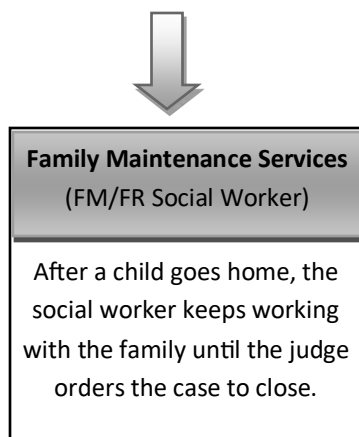 Family Maintenance Services
(FM/FR Social Worker)
After a child goes home, the
social worker keeps working
with the family until the judge
orders the case to close.